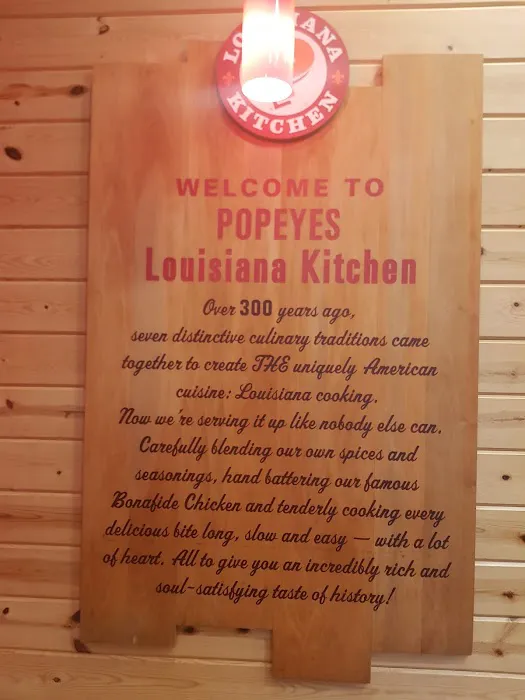 LOUISIANA
KITCHEN
WELCOME TO
POPEYES
Louisiana Kitchen
Over 300 years ago,
seven distinctive culinary traditions came
together to create THE uniquely American
cuisine: Louisiana cooking.
Now we're serving it up like nobody else can.
Carefully blending our own spices and
seasonings, hand battering our famous
Bonafide Chicken and tenderly cooking every
delicious bite long, slow and easy — with a lot
of heart. All to give you an incredibly rich and
soul-satisfying taste of history!